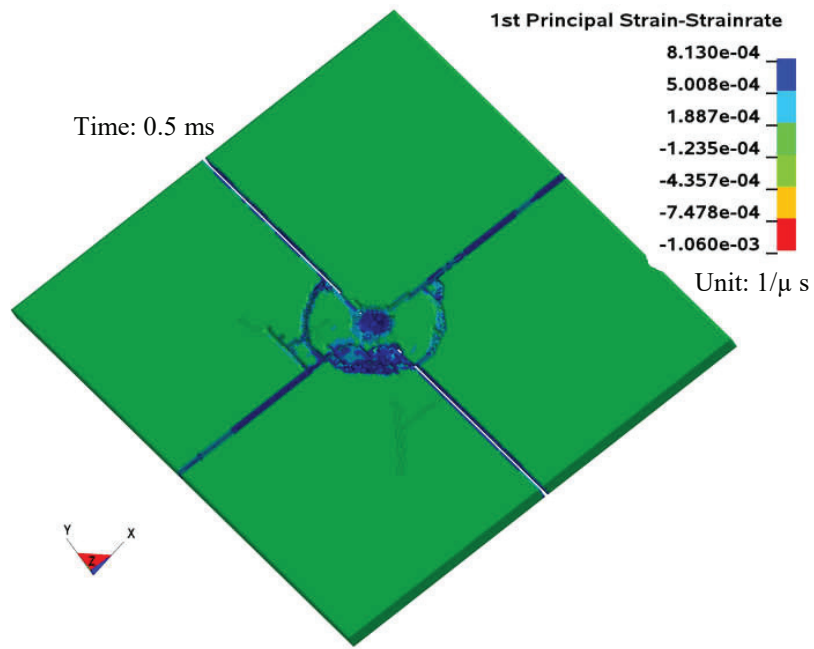 1st Principal Strain-Strainrate
8.130e-04
5.008e-04
1.887e-04
-1.235e-04
-4.357e-04
-7.478e-04
-1.060e-03
Unit: 1/µ s
Time: 0.5 ms
Y
X
Z